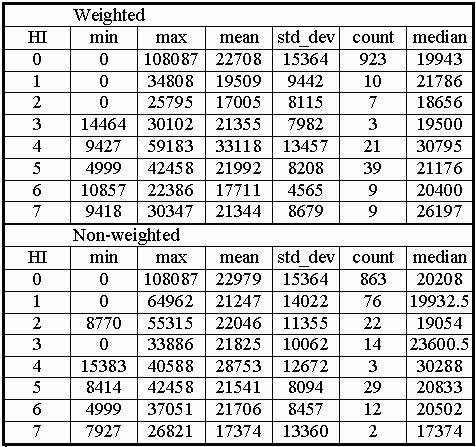 Weighted
HI min max mean std_dev count median
0 0 108087 22708 15364 923 19943
1 0 34808 19509 9442 10 21786
2 0 25795 17005 8115 7 18656
3 14464 30102 21355 7982 3 19500
4 9427 59183 33118 13457 21 30795
5 4999 42458 21992 8208 39 21176
6 10857 22386 17711 4565 9 20400
7 9418 30347 21344 8679 9 26197
Non-weighted
HI min max mean std_dev count median
0 0 108087 22979 15364 863 20208
1 0 64962 21247 14022 76 19932.5
2 8770 55315 22046 11355 22 19054
3 0 33886 21825 10062 14 23600.5
4 15383 40588 28753 12672 3 30288
5 8414 42458 21541 8094 29 20833
6 4999 37051 21706 8457 12 20502
7 7927 26821 17374 13360 2 17374